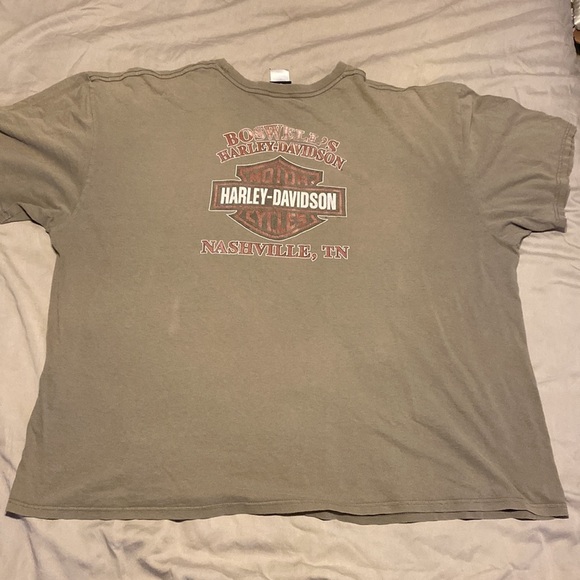 BOSWELL'S
HARLEY-DAVIDSON
MOTOR
HARLEY-DAVIDSON
CYCLES
NASHVILLE, TN